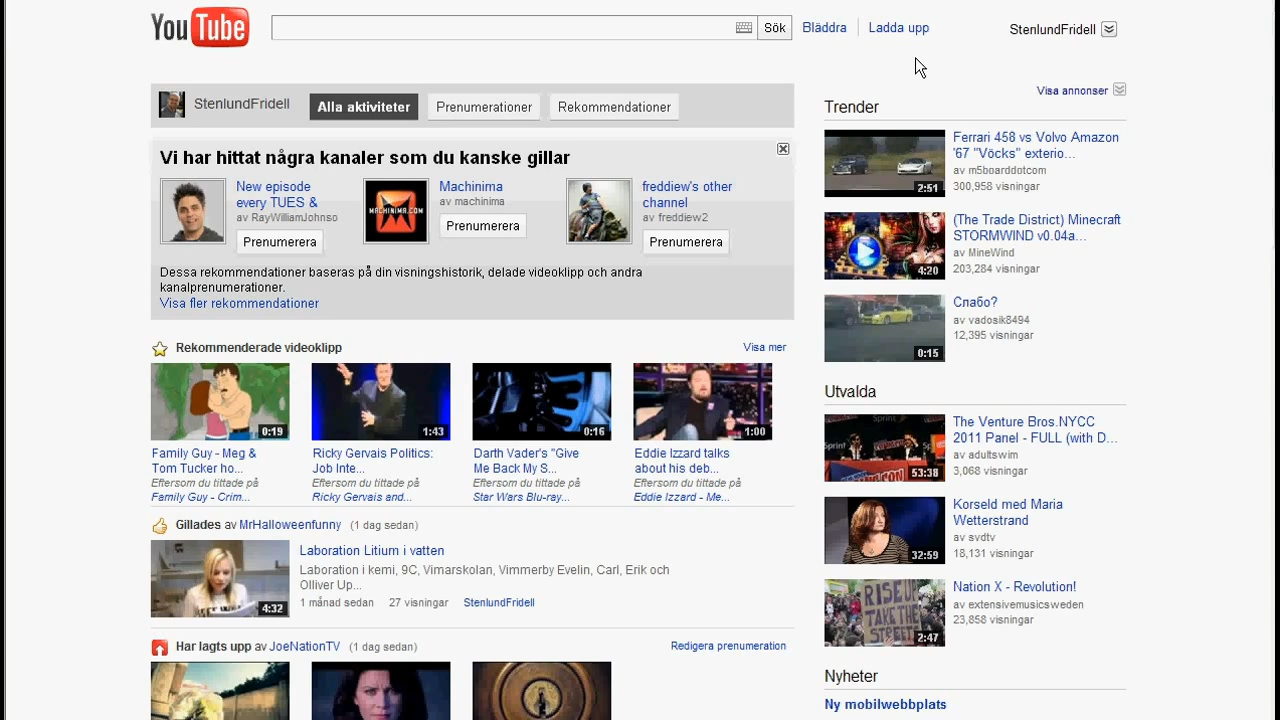 YouTube
Sök
Bläddra
Ladda upp
StenlundFridell
StenlundFridell
Alla aktiviteter
Prenumerationer
Rekommendationer
Vi har hittat några kanaler som du kanske gillar
New episode
every TUES &
av RayWilliamJohnso
Prenumerera
MACHINIMA.COM
Machinima
av machinima
Prenumerera
freddiew's other
channel
av freddiew2
Prenumerera
Dessa rekommendationer baseras på din visningshistorik, delade videoklipp och andra
kanalprenumerationer.
Visa fler rekommendationer
Rekommenderade videoklipp
Visa mer
0:19
1:43
0:16
1:00
Family Guy - Meg &
Tom Tucker ho...
Eftersom du tittade på
Family Guy - Crim...
Ricky Gervais Politics:
Job Inte...
Eftersom du tittade på
Ricky Gervais and...
Darth Vader's "Give
Me Back My S...
Eftersom du tittade på
Star Wars Blu-ray...
Eddie Izzard talks
about his deb...
Eftersom du tittade på
Eddie Izzard - Me...
Gillades av MrHalloweenfunny (1 dag sedan)
4:32
Laboration Litium i vatten
Laboration i kemi, 9C, Vimarskolan, Vimmerby Evelin, Carl, Erik och
Olliver Up...
1 månad sedan 27 visningar StenlundFridell
Har lagts upp av JoeNationTV (1 dag sedan)
Redigera prenumeration
Visa annonser
Trender
2:51
Ferrari 458 vs Volvo Amazon
'67 "Vöcks" exterio...
av m5boarddotcom
300,958 visningar
4:20
(The Trade District) Minecraft
STORMWIND v0.04a...
av MineWind
203,284 visningar
0:15
Слабо?
av vadosik8494
12,395 visningar
Utvalda
Sprint
53:38
The Venture Bros.NYCC
2011 Panel - FULL (with D...
av adultswim
3,068 visningar
32:59
Korseld med Maria
Wetterstrand
av svdtv
18,131 visningar
RISE UP
TAKE THE
STREETS
2:47
Nation X - Revolution!
av extensivemusicsweden
23,858 visningar
Nyheter
Ny mobilwebbplats